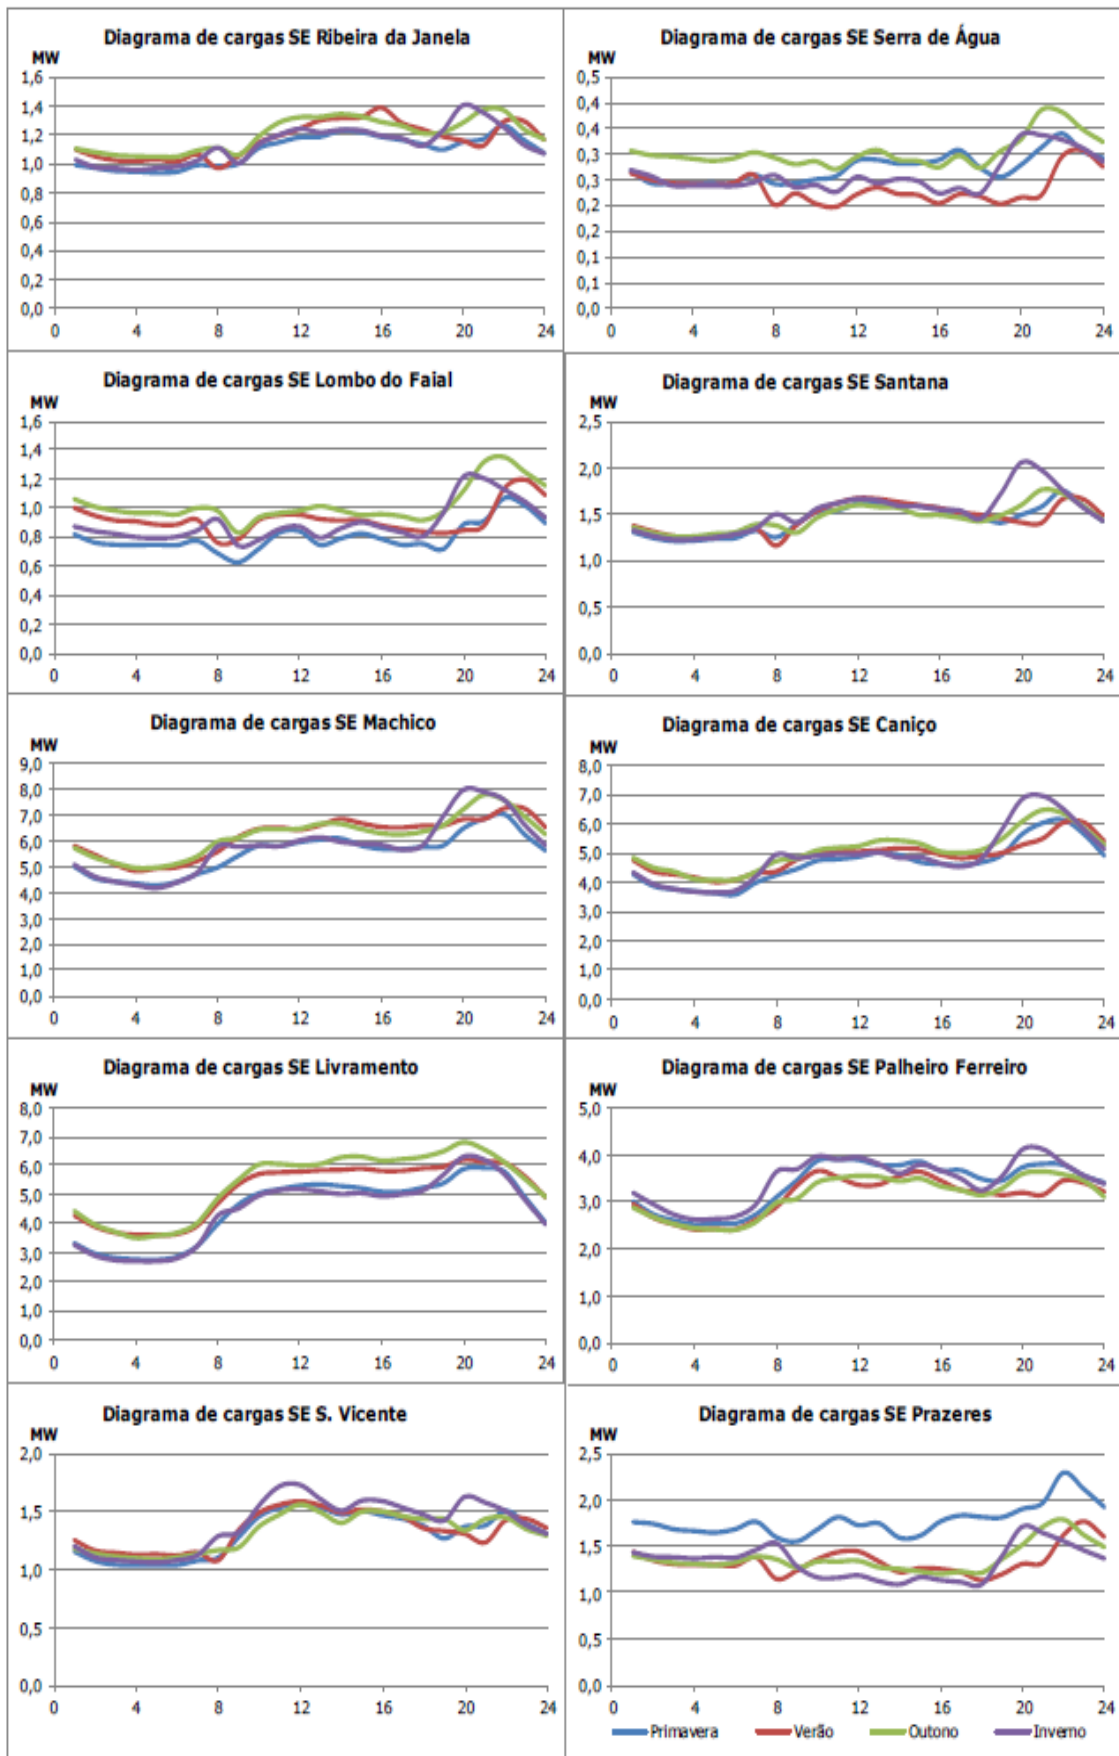 Diagrama de cargas SE Ribeira da Janela
MW
1,6
1,4
1,2
1,0
0,8
0,6
0,4
0,2
0,0
0 4 8 12 16 20 24
Diagrama de cargas SE Serra de Água
MW
0,5
0,4
0,4
0,3
0,3
0,2
0,2
0,1
0,1
0,0
0 4 8 12 16 20 24
Diagrama de cargas SE Lombo do Faial
MW
1,6
1,4
1,2
1,0
0,8
0,6
0,4
0,2
0,0
0 4 8 12 16 20 24
Diagrama de cargas SE Santana
MW
2,5
2,0
1,5
1,0
0,5
0,0
0 4 8 12 16 20 24
Diagrama de cargas SE Machico
MW
9,0
8,0
7,0
6,0
5,0
4,0
3,0
2,0
1,0
0,0
0 4 8 12 16 20 24
Diagrama de cargas SE Caniço
MW
8,0
7,0
6,0
5,0
4,0
3,0
2,0
1,0
0,0
0 4 8 12 16 20 24
Diagrama de cargas SE Livramento
MW
8,0
7,0
6,0
5,0
4,0
3,0
2,0
1,0
0,0
0 4 8 12 16 20 24
Diagrama de cargas SE Palheiro Ferreiro
MW
5,0
4,0
3,0
2,0
1,0
0,0
0 4 8 12 16 20 24
Diagrama de cargas SE S. Vicente
MW
2,0
1,5
1,0
0,5
0,0
0 4 8 12 16 20 24
Diagrama de cargas SE Prazeres
MW
2,5
2,0
1,5
1,0
0,5
0,0
0 4 8 12 16 20 24
Primavera Verão Outono Inverno